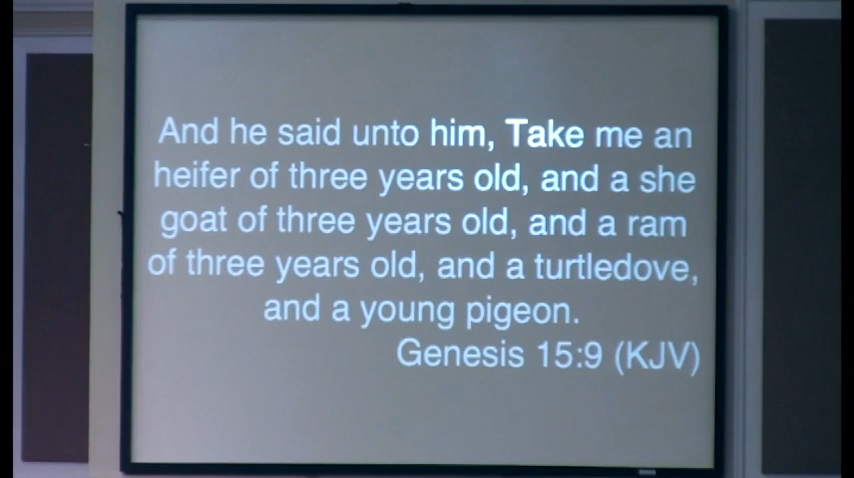 And he said unto him, Take me an
heifer of three years old, and a she
goat of three years old, and a ram
of three years old, and a turtledove,
and a young pigeon.
Genesis 15:9 (KJV)